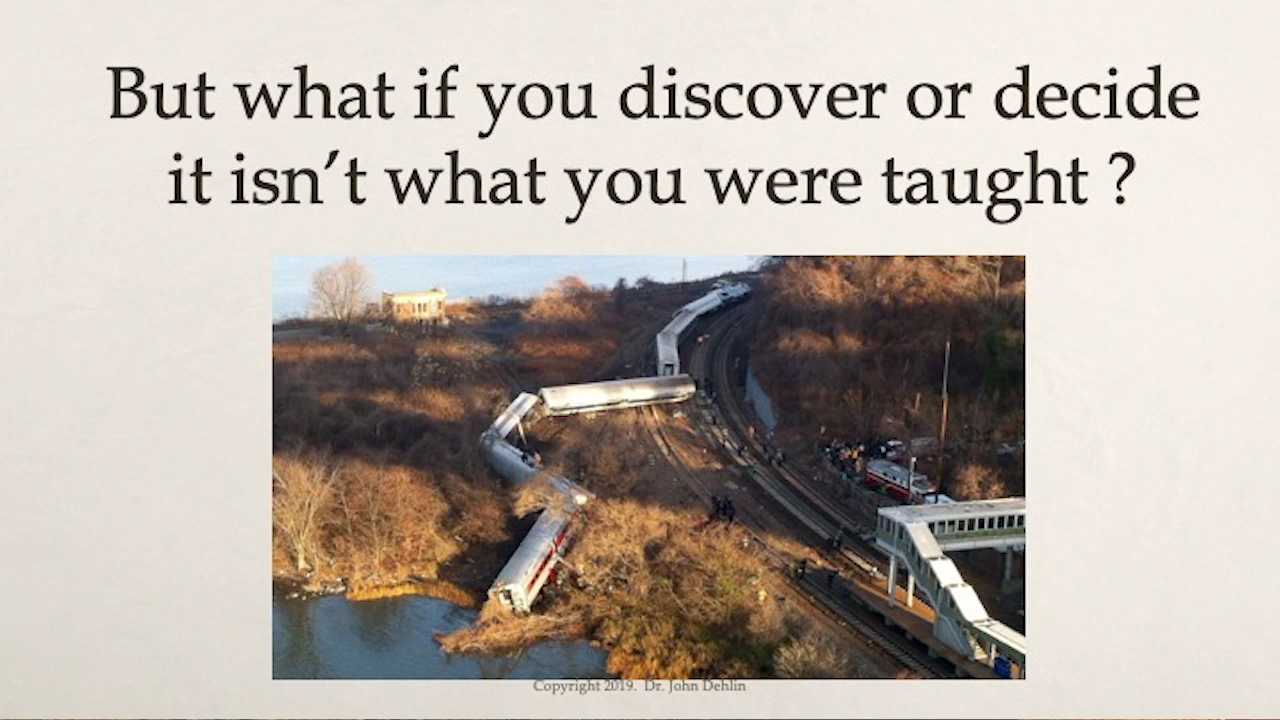 But what if you discover or decide
it isn’t what you were taught ?
Copyright 2019. Dr. John Dehlin